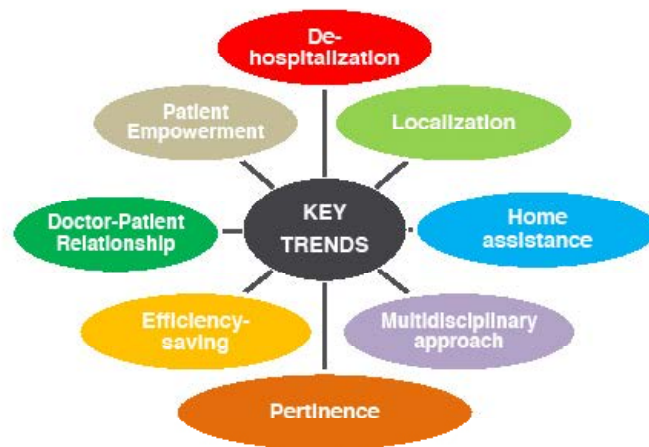 De-
hospitalization
Patient
Empowerment
Localization
KEY
TRENDS
Doctor-Patient
Relationship
Home
assistance
Efficiency-
saving
Multidisciplinary
approach
Pertinence